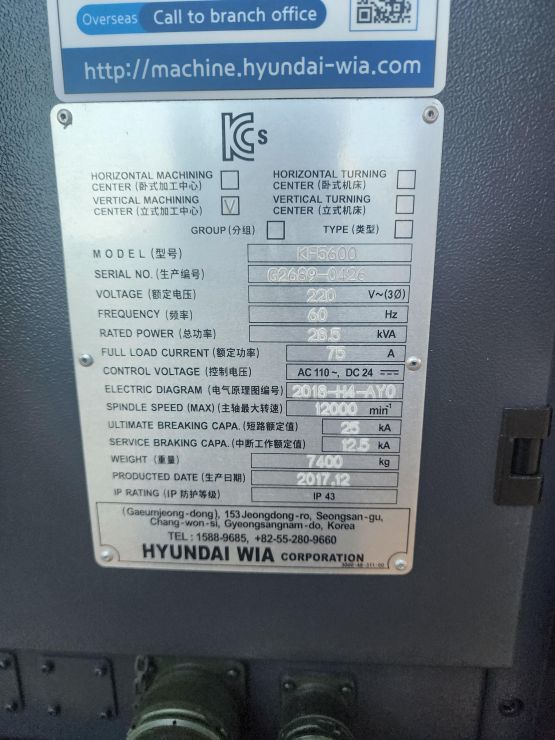 Overseas Call to branch office
http://machine.hyundai-wia.com
KCs
HORIZONTAL MACHINING CENTER (卧式加工中心)
HORIZONTAL TURNING CENTER (卧式机床)
VERTICAL MACHINING CENTER (立式加工中心) V
VERTICAL TURNING CENTER (立式机床)
GROUP (分组)
TYPE (类型)
MODEL (型号) KF5600
SERIAL NO. (生产编号) G2689-0426
VOLTAGE (额定电压) 220 V~(3Ø)
FREQUENCY (频率) 60 Hz
RATED POWER (总功率) 28.5 kVA
FULL LOAD CURRENT (额定功率) 75 A
CONTROL VOLTAGE (控制电压) AC 110~, DC 24
ELECTRIC DIAGRAM (电气原理图编号) 2018-H4-AY0
SPINDLE SPEED (MAX) (主轴最大转速) 12000 min⁻¹
ULTIMATE BREAKING CAPA. (短路额定值) 25 kA
SERVICE BRAKING CAPA. (中断工作额定值) 12.5 kA
WEIGHT (重量) 7400 kg
PRODUCTED DATE (生产日期) 2017.12
IP RATING (IP 防护等级) IP 43
(Gaeumjeong-dong), 153 Jeongdong-ro, Seongsan-gu,
Chang-won-si, Gyeongsangnam-do, Korea
TEL : 1588-9685, +82-55-280-9660
HYUNDAI WIA CORPORATION